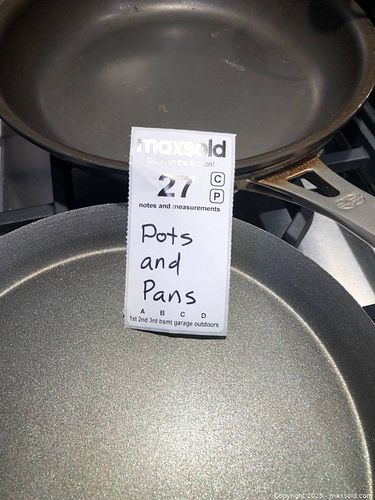 maxsold
27
C
P
notes and measurements
Pots
and
Pans
A B C D
1st 2nd 3rd bsmt garage outdoors
Copyright 2023 - maxsold.com